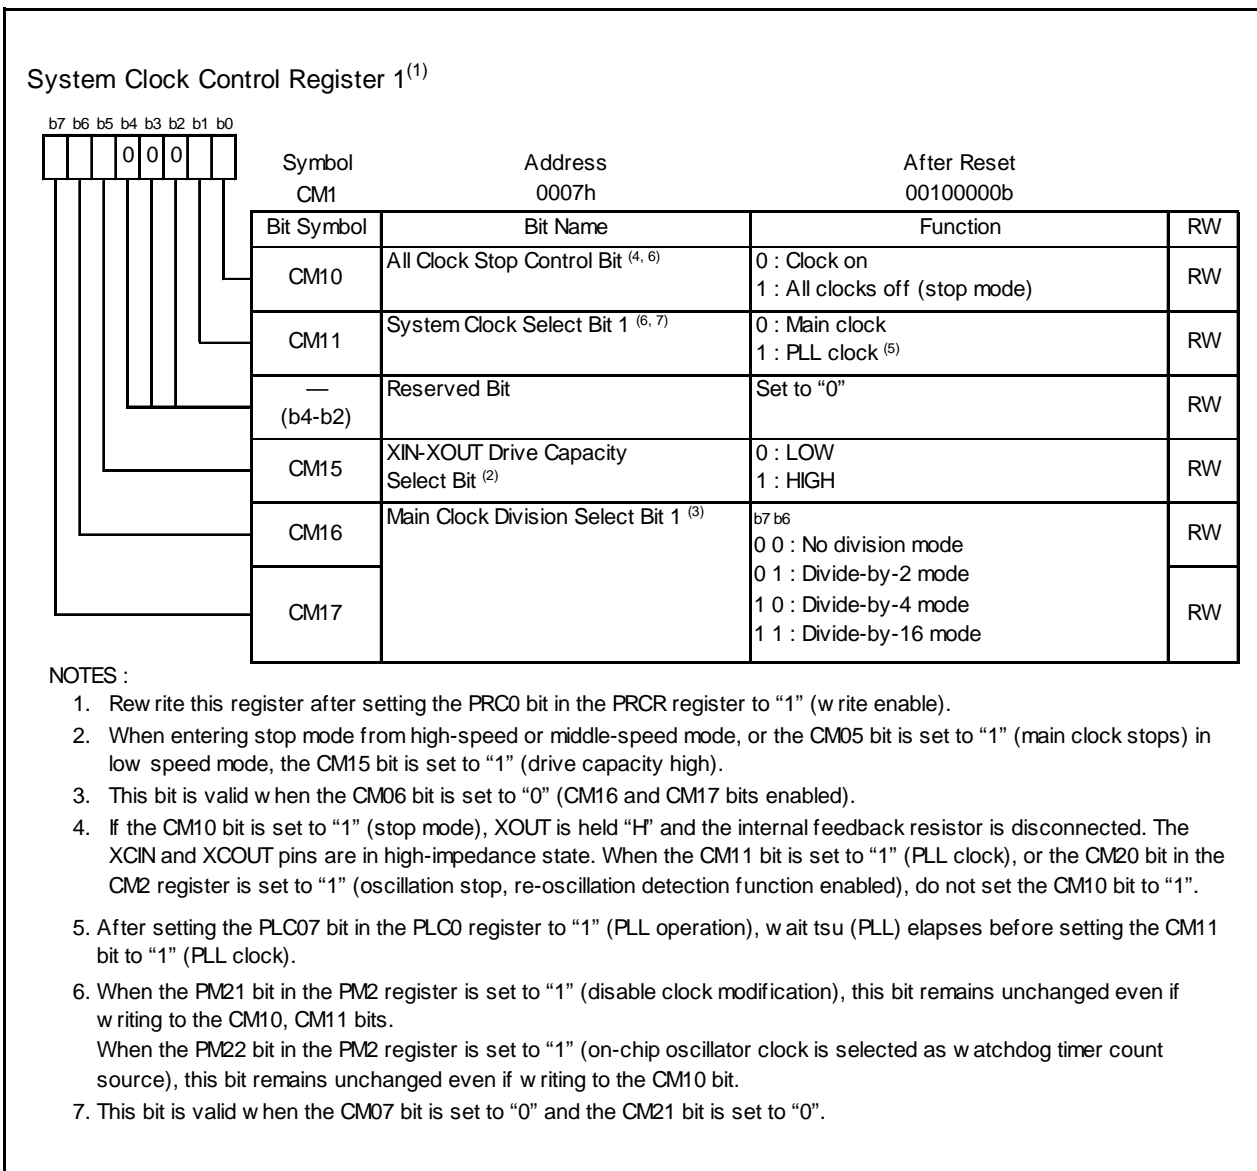 System Clock Control Register 1(1)
b7 b6 b5 b4 b3 b2 b1 b0
0 0 0
Symbol Address After Reset
CM1 0007h 00100000b
Bit Symbol Bit Name Function RW
CM10 All Clock Stop Control Bit (4, 6) 0 : Clock on RW
1 : All clocks off (stop mode)
CM11 System Clock Select Bit 1 (6, 7) 0 : Main clock RW
1 : PLL clock (5)
— Reserved Bit Set to “0” RW
(b4-b2)
CM15 XIN-XOUT Drive Capacity 0 : LOW RW
Select Bit (2) 1 : HIGH
CM16 Main Clock Division Select Bit 1 (3) b7 b6 RW
0 0 : No division mode
0 1 : Divide-by-2 mode
CM17 1 0 : Divide-by-4 mode RW
1 1 : Divide-by-16 mode
NOTES :
1. Rewrite this register after setting the PRC0 bit in the PRCR register to “1” (write enable).
2. When entering stop mode from high-speed or middle-speed mode, or the CM05 bit is set to “1” (main clock stops) in
low speed mode, the CM15 bit is set to “1” (drive capacity high).
3. This bit is valid when the CM06 bit is set to “0” (CM16 and CM17 bits enabled).
4. If the CM10 bit is set to “1” (stop mode), XOUT is held “H” and the internal feedback resistor is disconnected. The
XCIN and XCOUT pins are in high-impedance state. When the CM11 bit is set to “1” (PLL clock), or the CM20 bit in the
CM2 register is set to “1” (oscillation stop, re-oscillation detection function enabled), do not set the CM10 bit to “1”.
5. After setting the PLC07 bit in the PLC0 register to “1” (PLL operation), wait tsu (PLL) elapses before setting the CM11
bit to “1” (PLL clock).
6. When the PM21 bit in the PM2 register is set to “1” (disable clock modification), this bit remains unchanged even if
writing to the CM10, CM11 bits.
When the PM22 bit in the PM2 register is set to “1” (on-chip oscillator clock is selected as watchdog timer count
source), this bit remains unchanged even if writing to the CM10 bit.
7. This bit is valid when the CM07 bit is set to “0” and the CM21 bit is set to “0”.